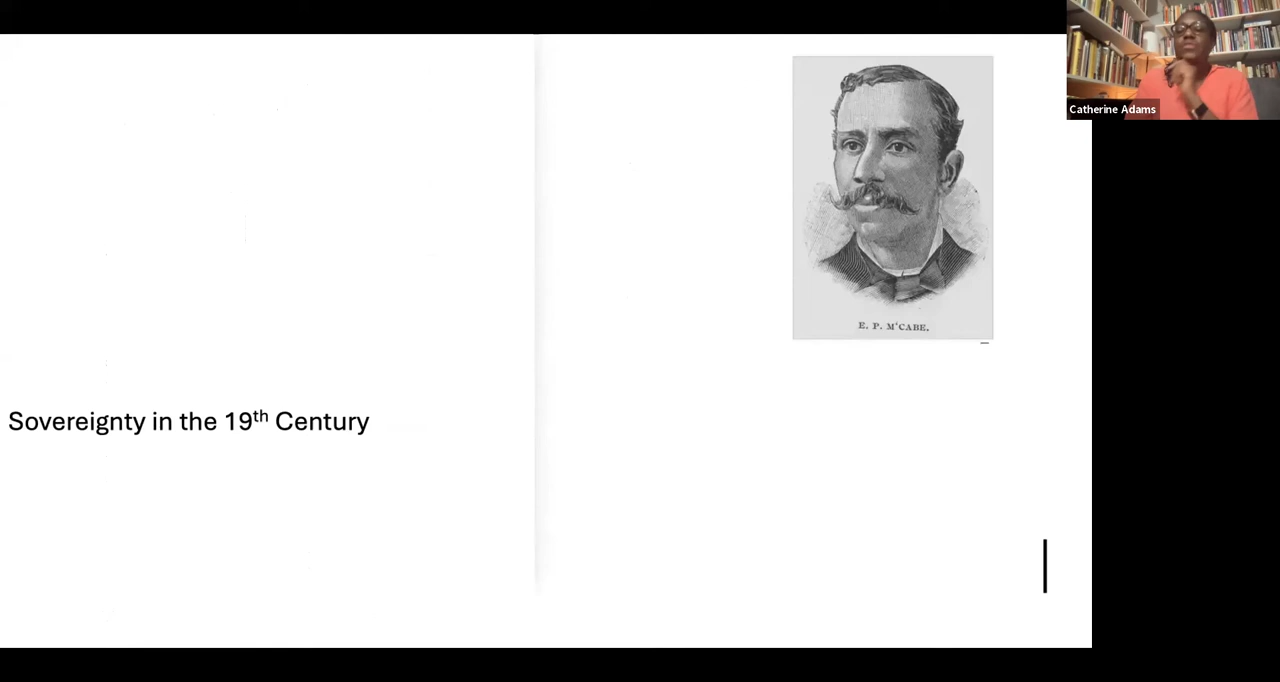 Catherine Adams
E. P. M‘CABE.
Sovereignty in the 19th Century